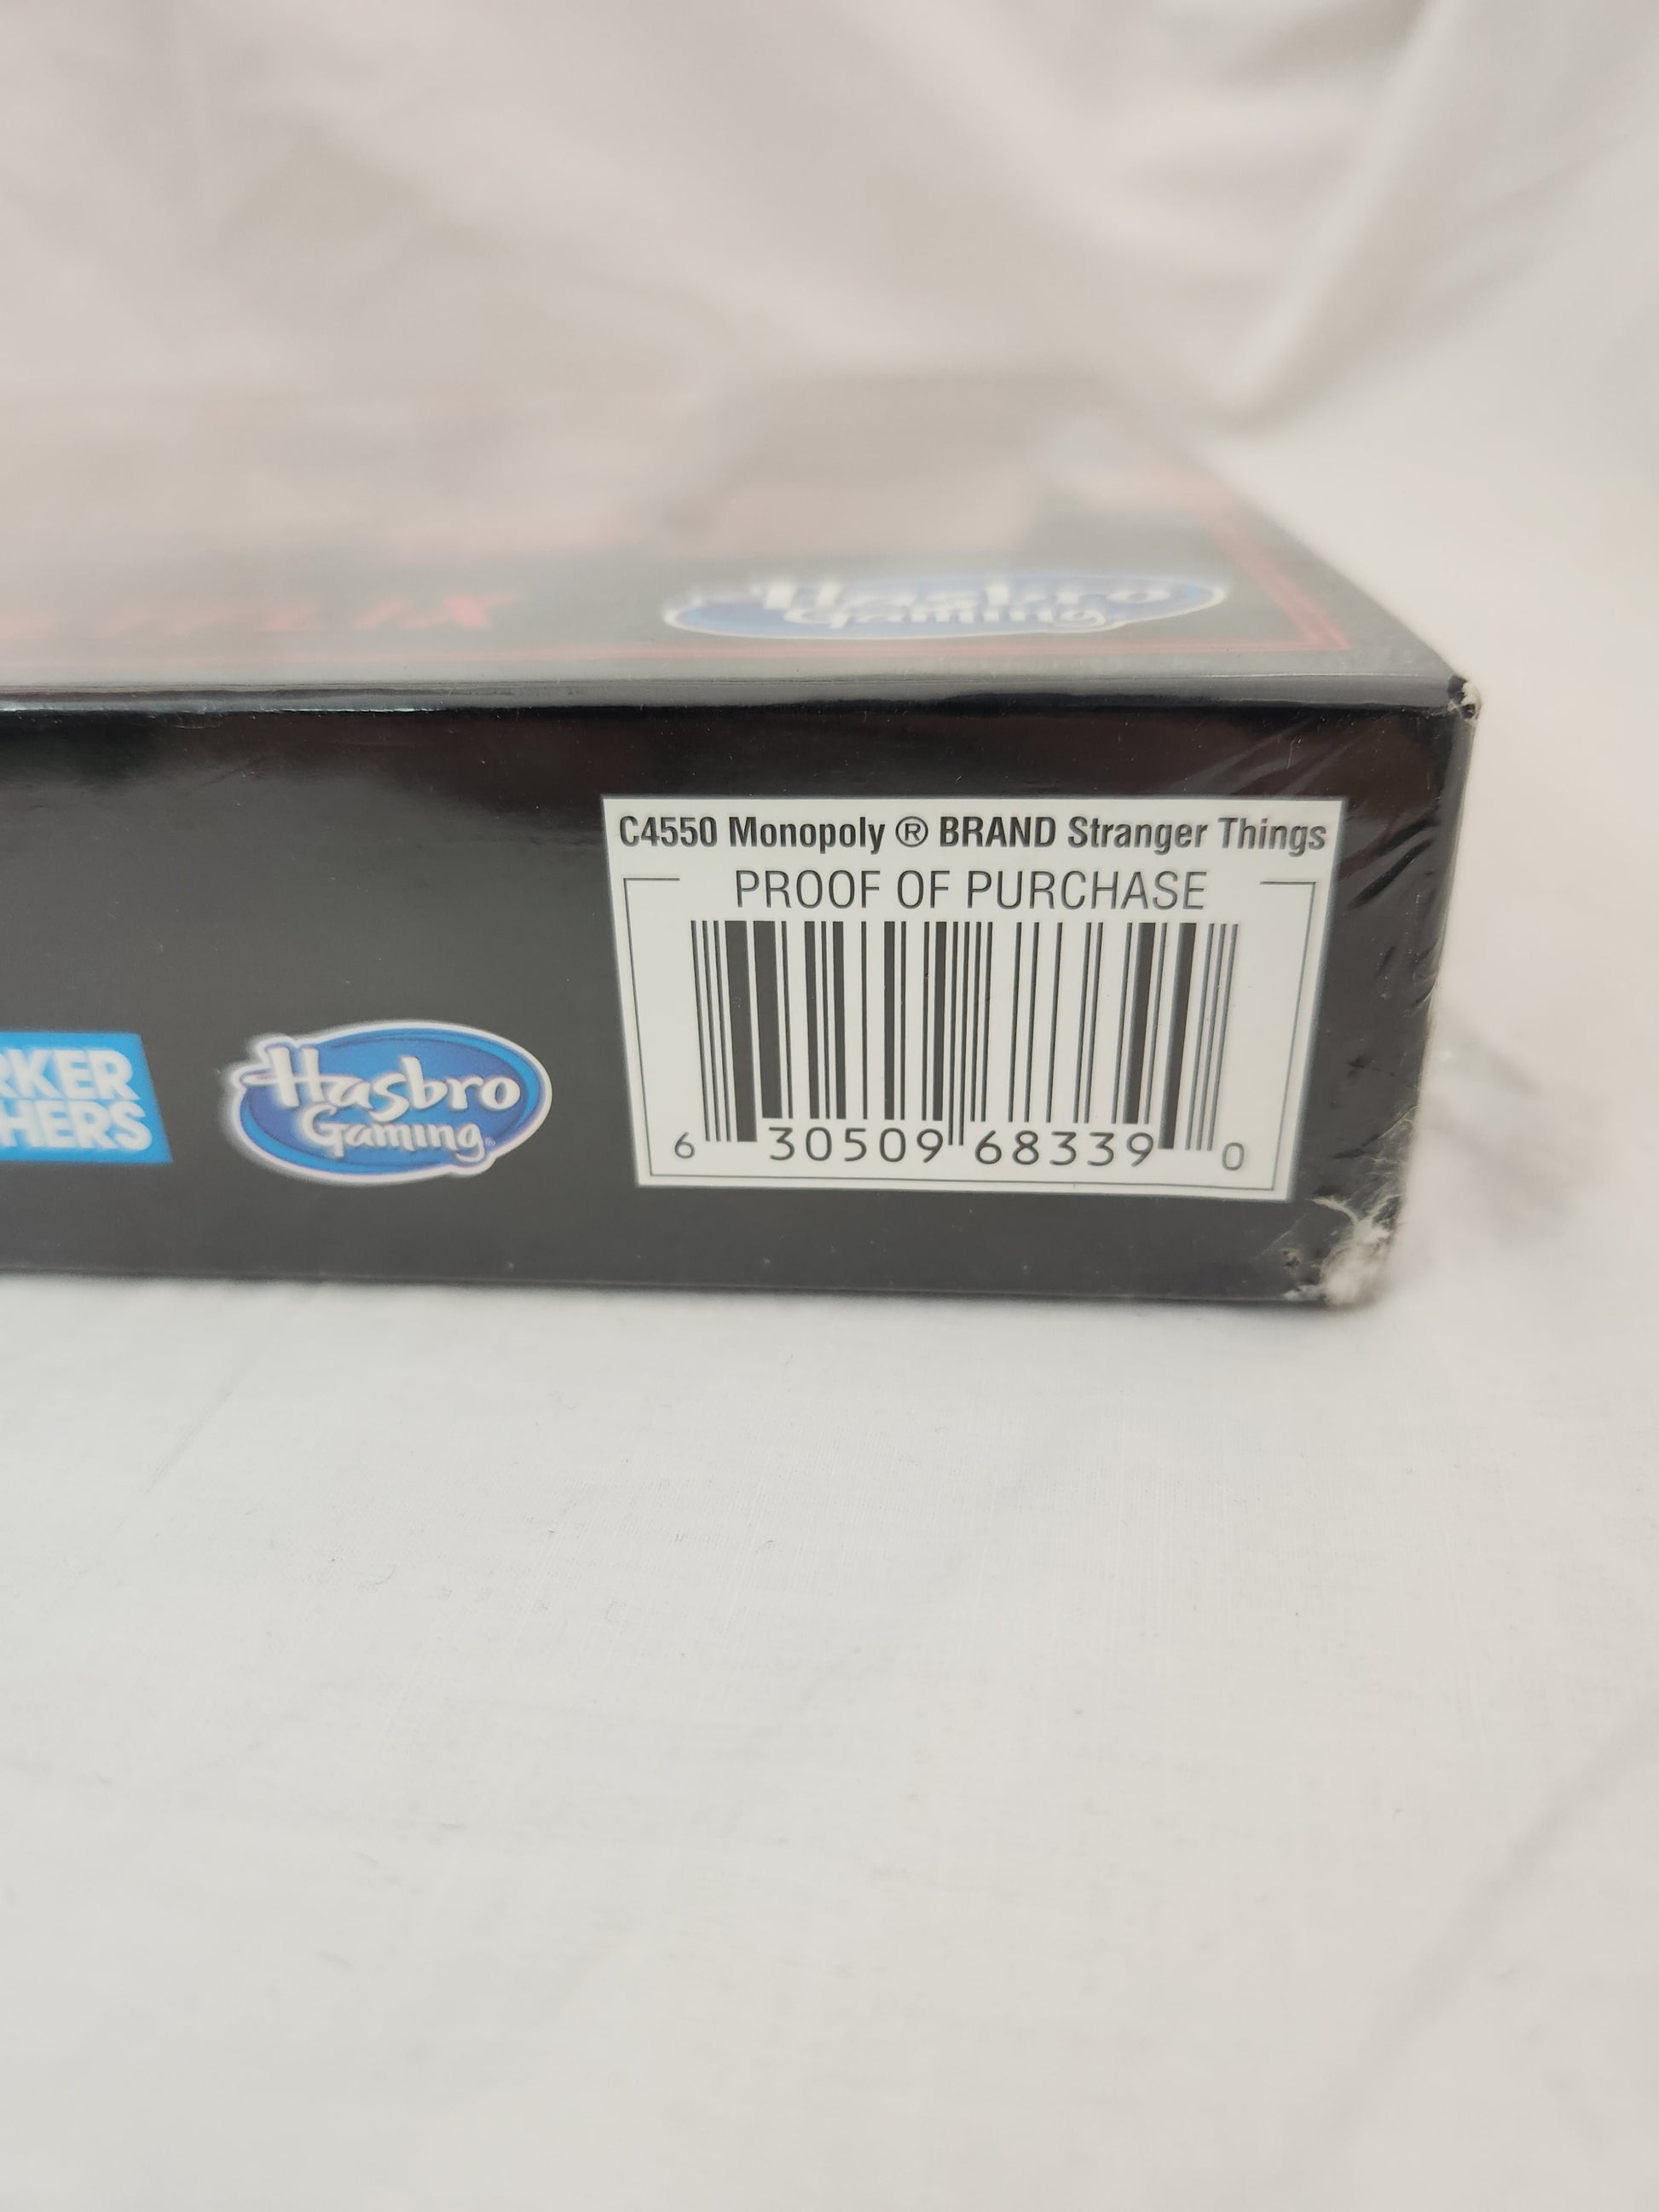 Hasbro
Gaming
C4550 Monopoly ® BRAND Stranger Things
PROOF OF PURCHASE
RKER
HERS
Hasbro
Gaming
6 30509 68339 0